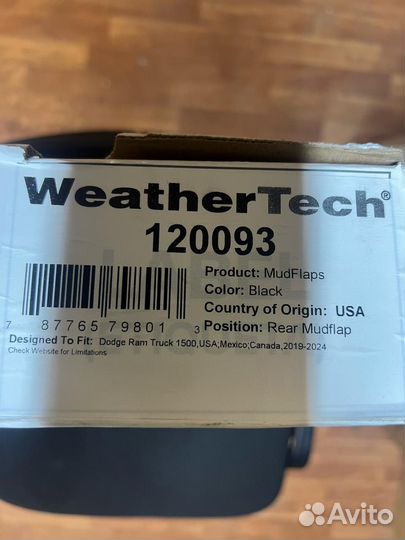 WeatherTech®
120093
Product: MudFlaps
Color: Black
Country of Origin: USA
Position: Rear Mudflap
7 87765 79801 3
Designed To Fit: Dodge Ram Truck 1500,USA;Mexico;Canada,2019-2024
Check Website for Limitations
Avito